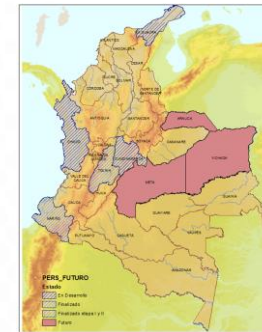 LA GUAJIRA
ATLANTICO
MAGDALENA
CESAR
SUCRE
CORDOBA
BOLIVAR
NORTE DE
SANTANDER
ANTIOQUIA
SANTANDER
ARAUCA
CHOCO
BOYACA
CASANARE
VICHADA
CUNDINAMARCA
TOLIMA
VALLE DEL
CAUCA
META
HUILA
CAUCA
GUAINIA
GUAVIARE
NARIÑO
VAUPES
PUTUMAYO
CAQUETA
AMAZONAS
PERS_FUTURO
Estado
En Desarrollo
Finalizado
Finalizado etapa I y II
Futuro